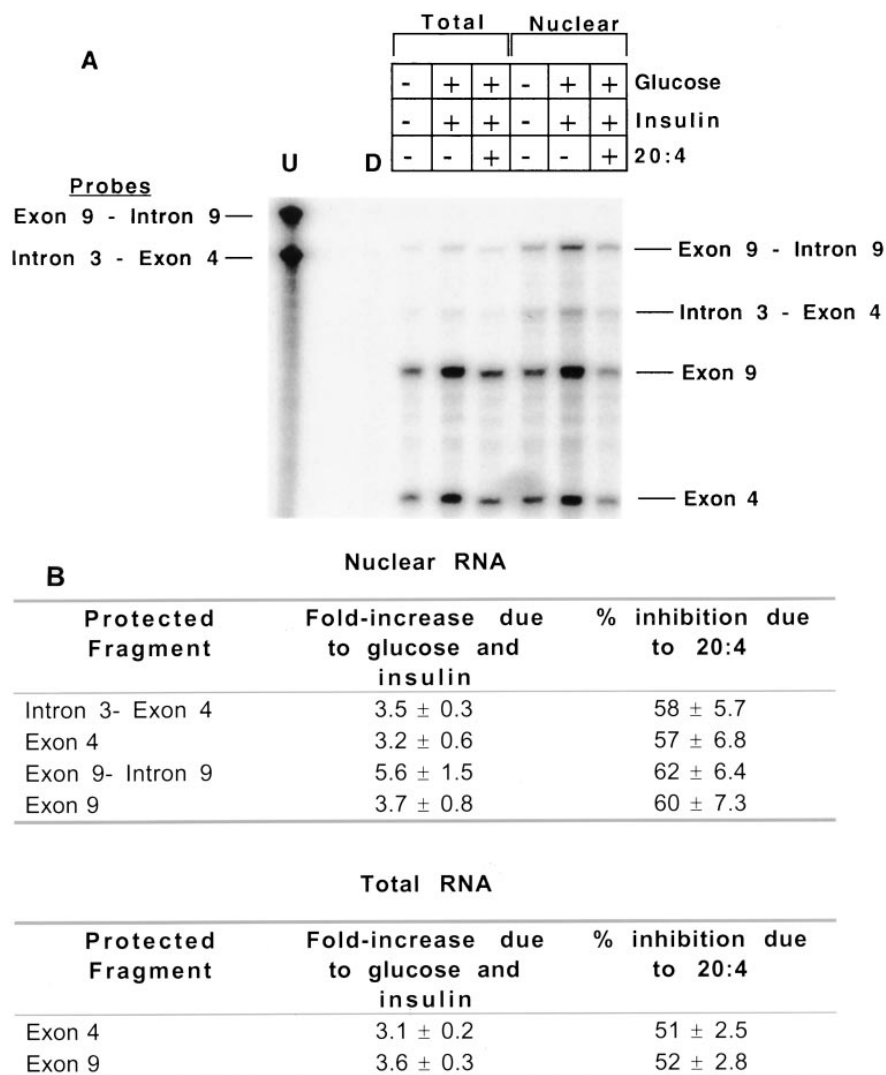 Total Nuclear
A
- + + - + + Glucose
- + + - + + Insulin
- - + - - + 20:4
U D
Probes
Exon 9 - Intron 9
Intron 3 - Exon 4
Exon 9 - Intron 9
Intron 3 - Exon 4
Exon 9
Exon 4
B
Nuclear RNA
Protected Fold-increase due % inhibition due
Fragment to glucose and to 20:4
insulin
Intron 3- Exon 4 3.5 ± 0.3 58 ± 5.7
Exon 4 3.2 ± 0.6 57 ± 6.8
Exon 9- Intron 9 5.6 ± 1.5 62 ± 6.4
Exon 9 3.7 ± 0.8 60 ± 7.3
Total RNA
Protected Fold-increase due % inhibition due
Fragment to glucose and to 20:4
insulin
Exon 4 3.1 ± 0.2 51 ± 2.5
Exon 9 3.6 ± 0.3 52 ± 2.8